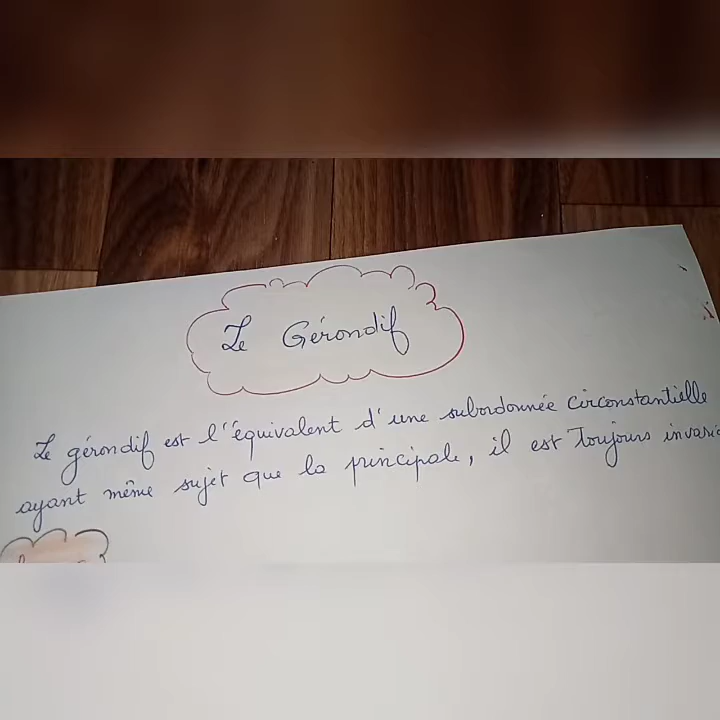 Le Gérondif
Le gérondif est l'équivalent d'une subordonnée circonstantielle
ayant même sujet que la principale, il est toujours